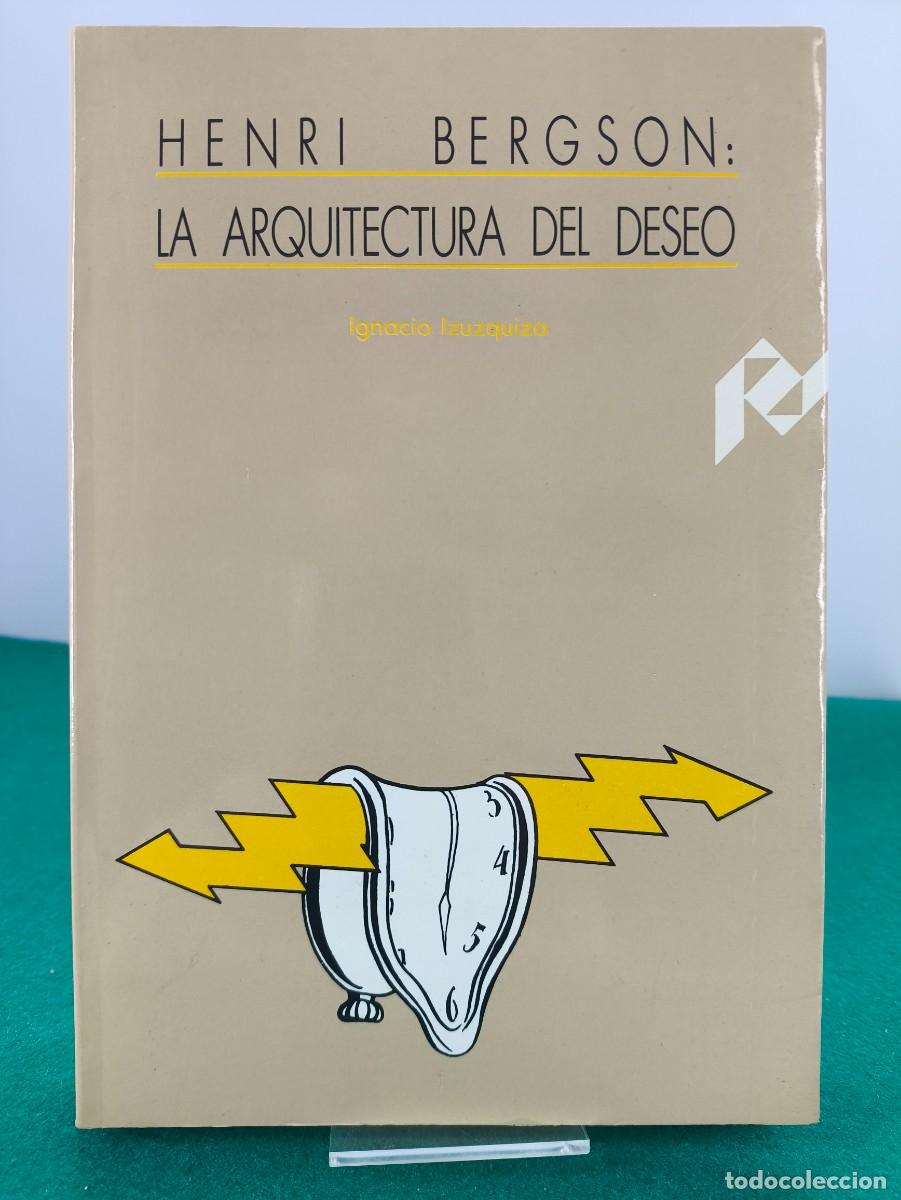 HENRI BERGSON:
LA ARQUITECTURA DEL DESEO
Ignacio Izuzquiza
3
4
5
6
todocoleccion